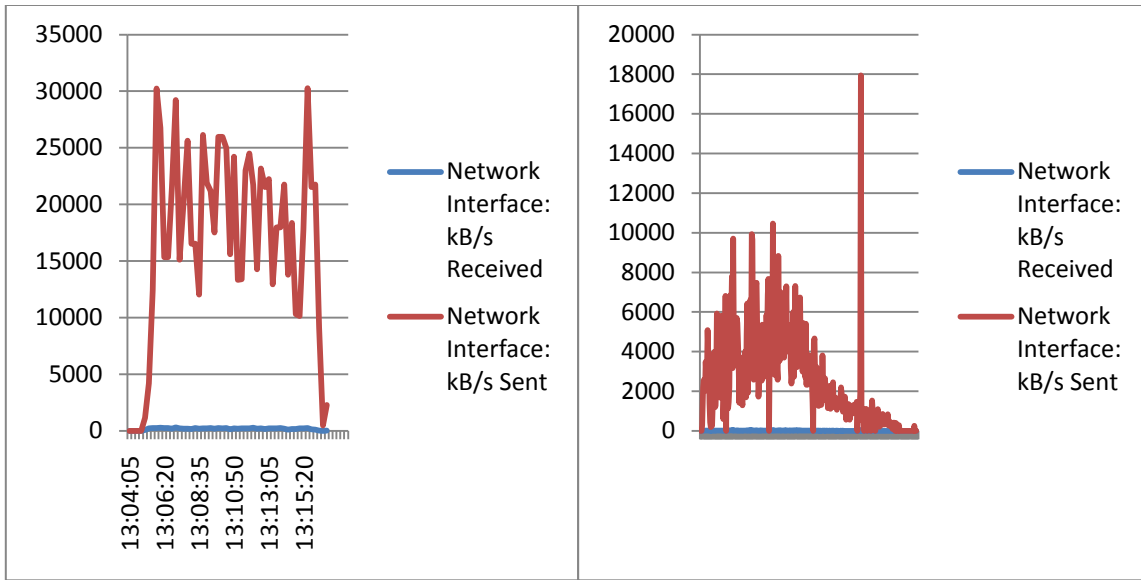 35000
30000
25000
20000
15000
10000
5000
0
13:04:05
13:06:20
13:08:35
13:10:50
13:13:05
13:15:20
Network
Interface:
kB/s
Received
Network
Interface:
kB/s Sent
20000
18000
16000
14000
12000
10000
8000
6000
4000
2000
0
Network
Interface:
kB/s
Received
Network
Interface:
kB/s Sent